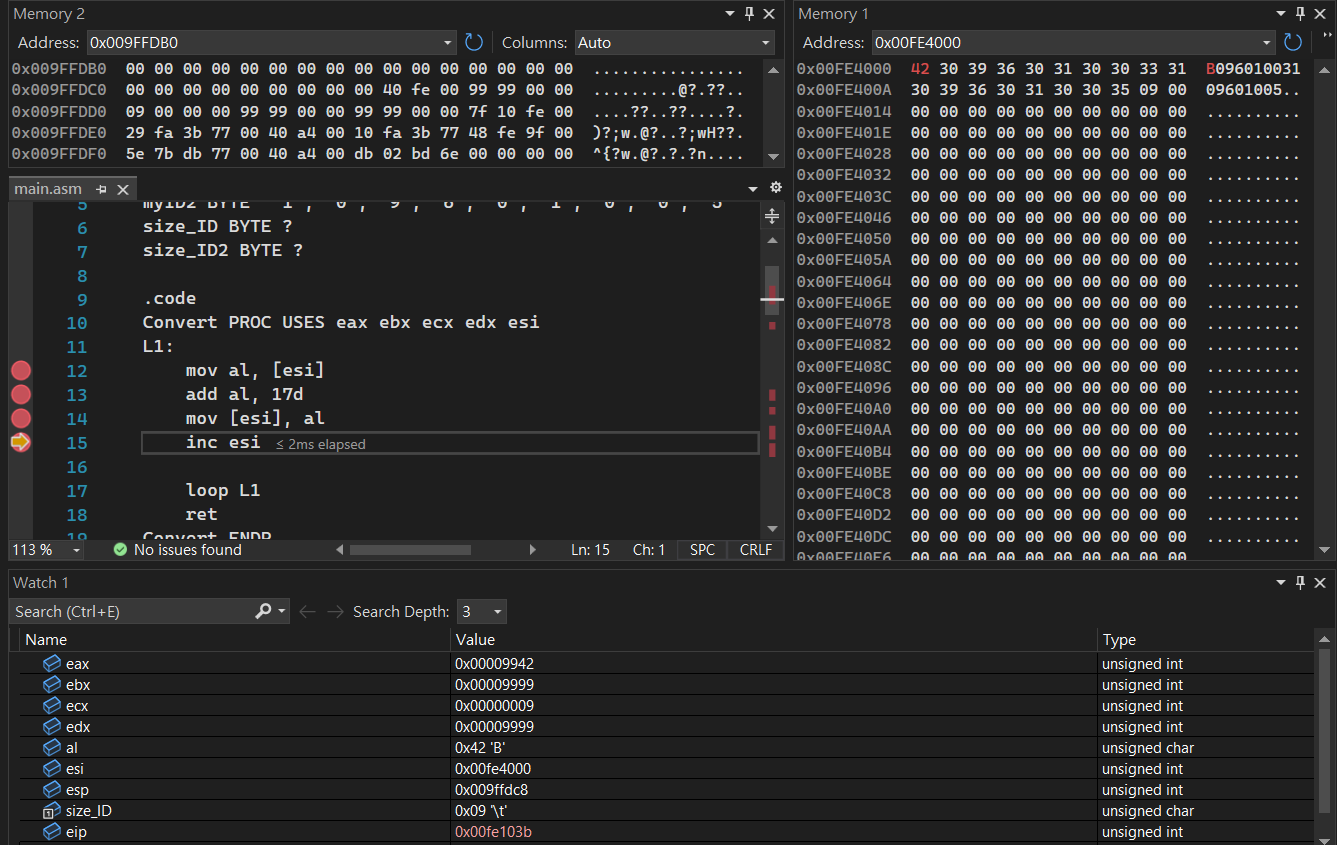 Memory 2
Address: 0x009FFDB0 Columns: Auto
0x009FFDB0 00 00 00 00 00 00 00 00 00 00 00 00 00 00 00 00 ................
0x009FFDC0 00 00 00 00 00 00 00 00 00 40 fe 00 99 99 00 00 .........@?.??..
0x009FFDD0 09 00 00 00 99 99 00 00 99 99 00 00 7f 10 fe 00 ....??..??....?.
0x009FFDE0 29 fa 3b 77 00 40 a4 00 10 fa 3b 77 48 fe 9f 00 )?;w.@?..?;wH??.
0x009FFDF0 5e 7b db 77 00 40 a4 00 db 02 bd 6e 00 00 00 00 ^{?w.@?.?.?n....
Memory 1
Address: 0x00FE4000
0x00FE4000 42 30 39 36 30 31 30 30 33 31 B096010031
0x00FE400A 30 39 36 30 31 30 30 35 09 00 09601005..
0x00FE4014 00 00 00 00 00 00 00 00 00 00 ..........
0x00FE401E 00 00 00 00 00 00 00 00 00 00 ..........
0x00FE4028 00 00 00 00 00 00 00 00 00 00 ..........
0x00FE4032 00 00 00 00 00 00 00 00 00 00 ..........
0x00FE403C 00 00 00 00 00 00 00 00 00 00 ..........
0x00FE4046 00 00 00 00 00 00 00 00 00 00 ..........
0x00FE4050 00 00 00 00 00 00 00 00 00 00 ..........
0x00FE405A 00 00 00 00 00 00 00 00 00 00 ..........
0x00FE4064 00 00 00 00 00 00 00 00 00 00 ..........
0x00FE406E 00 00 00 00 00 00 00 00 00 00 ..........
0x00FE4078 00 00 00 00 00 00 00 00 00 00 ..........
0x00FE4082 00 00 00 00 00 00 00 00 00 00 ..........
0x00FE408C 00 00 00 00 00 00 00 00 00 00 ..........
0x00FE4096 00 00 00 00 00 00 00 00 00 00 ..........
0x00FE40A0 00 00 00 00 00 00 00 00 00 00 ..........
0x00FE40AA 00 00 00 00 00 00 00 00 00 00 ..........
0x00FE40B4 00 00 00 00 00 00 00 00 00 00 ..........
0x00FE40BE 00 00 00 00 00 00 00 00 00 00 ..........
0x00FE40C8 00 00 00 00 00 00 00 00 00 00 ..........
0x00FE40D2 00 00 00 00 00 00 00 00 00 00 ..........
0x00FE40DC 00 00 00 00 00 00 00 00 00 00 ..........
0x00FE40E6 00 00 00 00 00 00 00 00 00 00 ..........
main.asm
5 myID2 BYTE
6 size_ID BYTE ?
7 size_ID2 BYTE ?
8
9 .code
10 Convert PROC USES eax ebx ecx edx esi
11 L1:
12 mov al, [esi]
13 add al, 17d
14 mov [esi], al
15 inc esi ≤ 2ms elapsed
16
17 loop L1
18 ret
19 Convert ENDP
113 % No issues found Ln: 15 Ch: 1 SPC CRLF
Watch 1
Search (Ctrl+E) Search Depth: 3
Name Value Type
eax 0x00009942 unsigned int
ebx 0x00009999 unsigned int
ecx 0x00000009 unsigned int
edx 0x00009999 unsigned int
al 0x42 'B' unsigned char
esi 0x00fe4000 unsigned int
esp 0x009ffdc8 unsigned int
size_ID 0x09 '\t' unsigned char
eip 0x00fe103b unsigned int